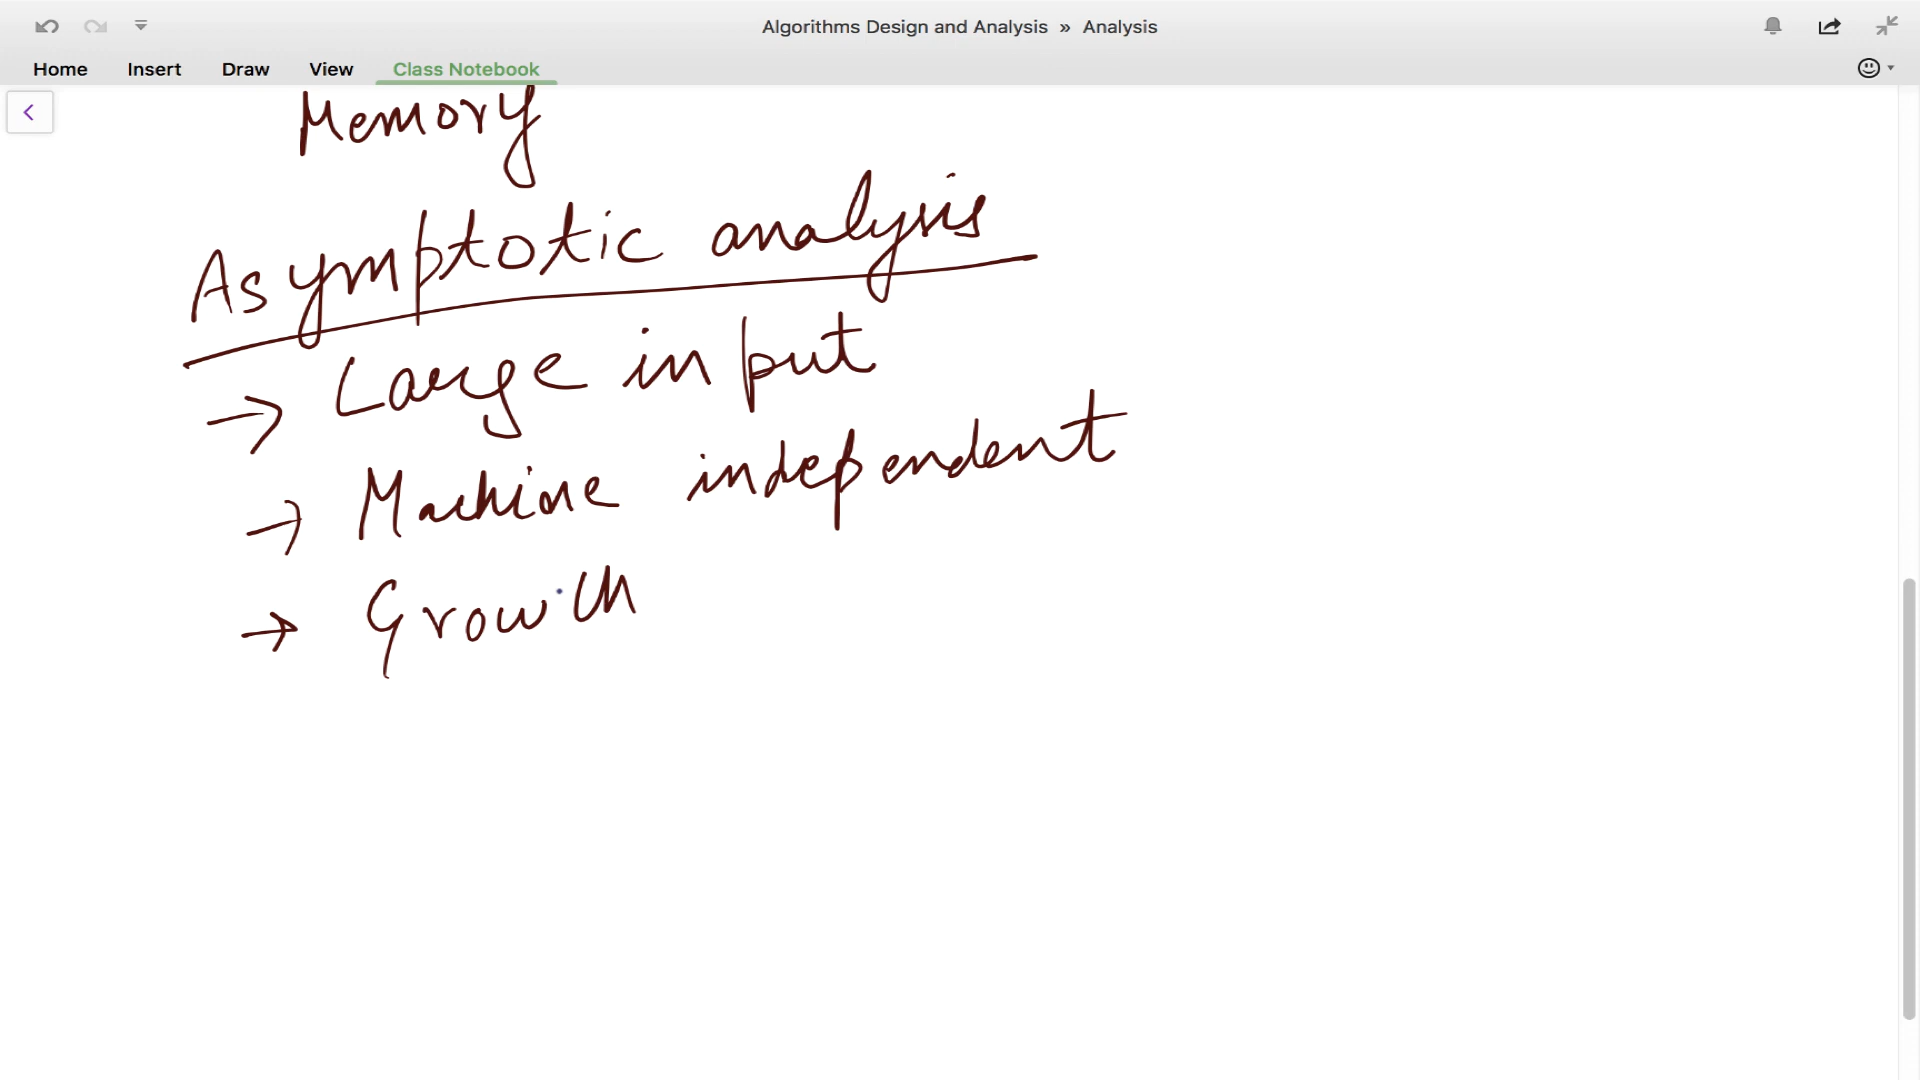 Algorithms Design and Analysis » Analysis
Home Insert Draw View Class Notebook
Memory
Asymptotic analysis
→ Large input
→ Machine independent
→ Growth